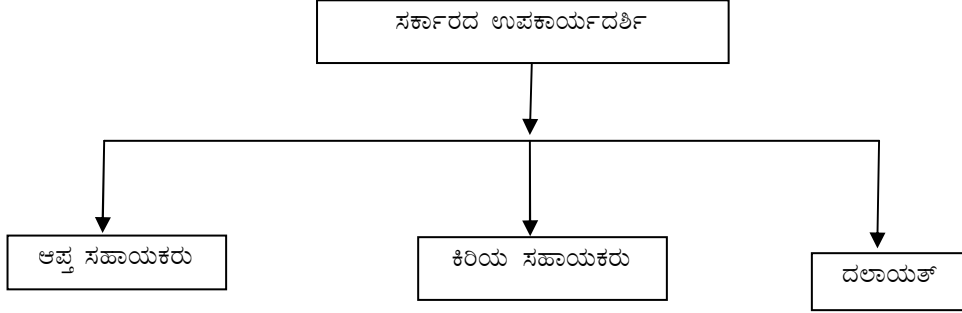 ಸರ್ಕಾರದ ಉಪಕಾರ್ಯದರ್ಶಿ
ಆಪ್ತ ಸಹಾಯಕರು
ಕಿರಿಯ ಸಹಾಯಕರು
ದಲಾಯತ್